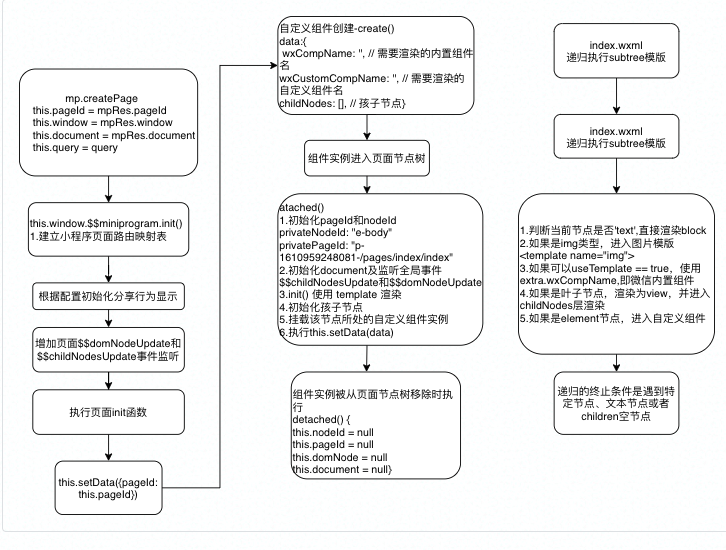 mp.createPage
this.pageId = mpRes.pageId
this.window = mpRes.window
this.document = mpRes.document
this.query = query
this.window.$$miniprogram.init()
1.建立小程序页面路由映射表
根据配置初始化分享行为显示
增加页面$$domNodeUpdate和
$$childNodesUpdate事件监听
执行页面init函数
this.setData({pageId:
this.pageId})
自定义组件创建-create()
data:{
wxCompName: '', // 需要渲染的内置组件
名
wxCustomCompName: '', // 需要渲染的
自定义组件名
childNodes: [], // 孩子节点}
组件实例进入页面节点树
atached()
1.初始化pageId和nodeId
privateNodeId: "e-body"
privatePageId: "p-
1610959248081-/pages/index/index"
2.初始化document及监听全局事件
$$childNodesUpdate和$$domNodeUpdate
3.init() 使用 template 渲染
4.初始化孩子节点
5.挂载该节点所处的自定义组件实例
6.执行this.setData(data)
组件实例被从页面节点树移除时执
行
detached() {
this.nodeId = null
this.pageId = null
this.domNode = null
this.document = null}
index.wxml
递归执行subtree模版
index.wxml
递归执行subtree模版
1.判断当前节点是否'text',直接渲染block
2.如果是img类型，进入图片模版
<template name="img">
3.如果可以useTemplate == true，使用
extra.wxCompName,即微信内置组件
4.如果是叶子节点，渲染为view，并进入
childNodes层渲染
5.如果是element节点，进入自定义组件
递归的终止条件是遇到特
定节点、文本节点或者
children空节点